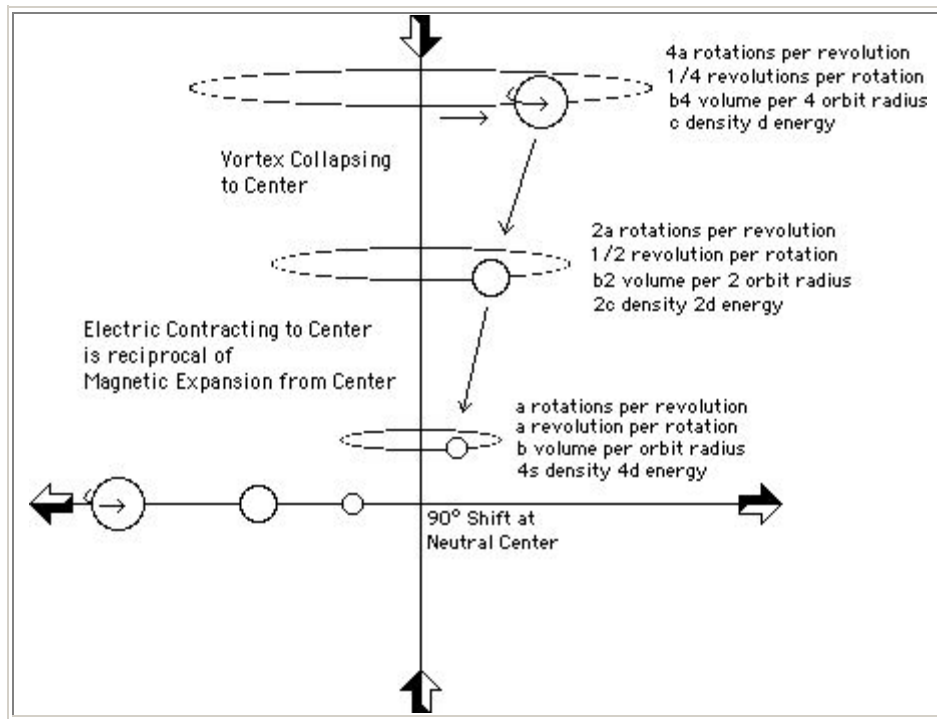 4a rotations per revolution
1/4 revolutions per rotation
b4 volume per 4 orbit radius
c density d energy
Vortex Collapsing
to Center
2a rotations per revolution
1/2 revolution per rotation
b2 volume per 2 orbit radius
2c density 2d energy
Electric Contracting to Center
is reciprocal of
Magnetic Expansion from Center
a rotations per revolution
a revolution per rotation
b volume per orbit radius
4s density 4d energy
90° Shift at
Neutral Center